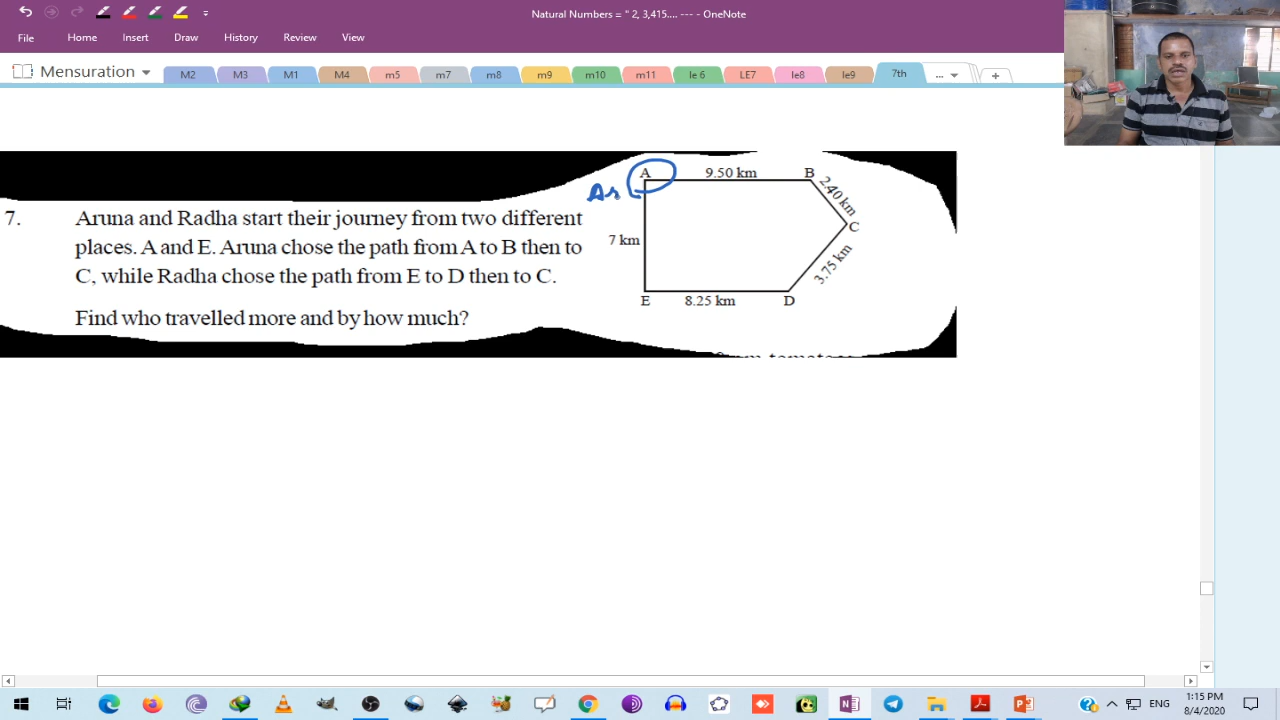 Natural Numbers = " 2, 3,415.... --- - OneNote
File Home Insert Draw History Review View
Mensuration M2 M3 M1 M4 m5 m7 m8 m9 m10 m11 le 6 LE7 le8 le9 7th ... +
A 9.50 km B
2.40 km
C
7 km
3.75 km
E 8.25 km D
7. Aruna and Radha start their journey from two different
places. A and E. Aruna chose the path from A to B then to
C, while Radha chose the path from E to D then to C.
Find who travelled more and by how much?
ENG 1:15 PM
8/4/2020